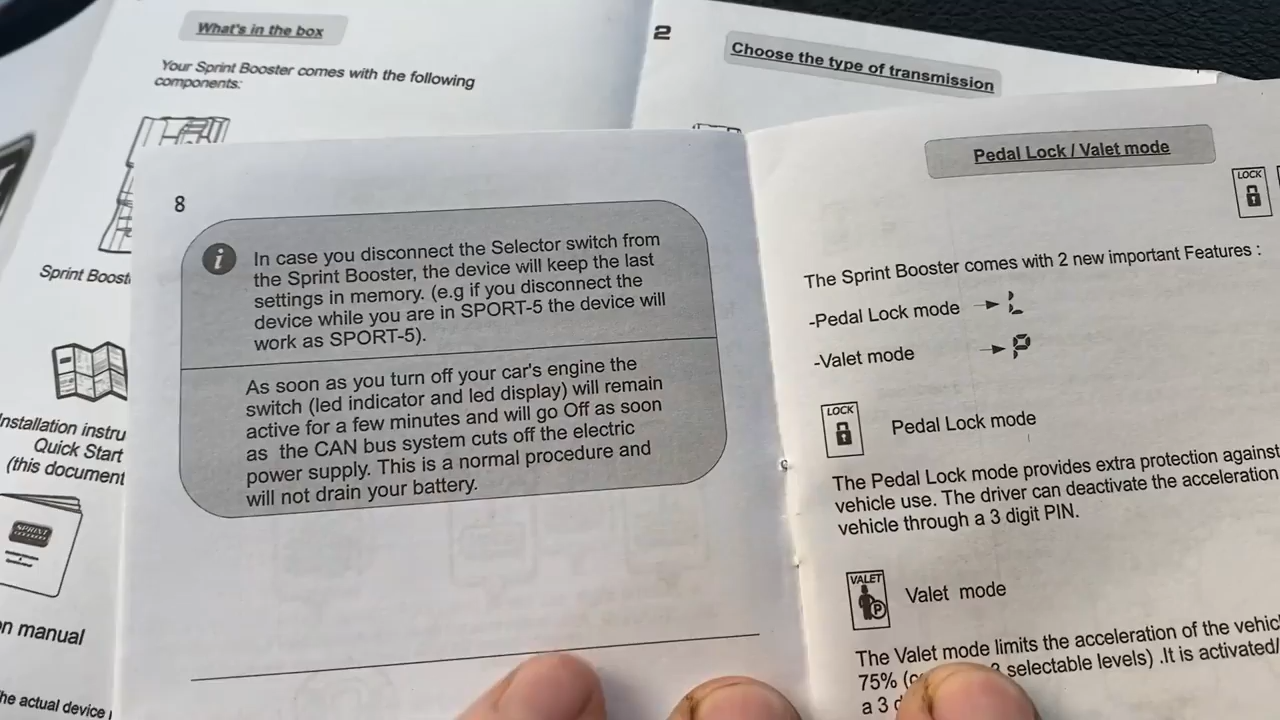 What's in the box
Your Sprint Booster comes with the following
components:
Sprint Boost
Installation instru
Quick Start
(this document
SPRINT
on manual
he actual device
2
Choose the type of transmission
8
In case you disconnect the Selector switch from
the Sprint Booster, the device will keep the last
settings in memory. (e.g if you disconnect the
device while you are in SPORT-5 the device will
work as SPORT-5).
As soon as you turn off your car's engine the
switch (led indicator and led display) will remain
active for a few minutes and will go Off as soon
as the CAN bus system cuts off the electric
power supply. This is a normal procedure and
will not drain your battery.
Pedal Lock / Valet mode
LOCK
The Sprint Booster comes with 2 new important Features :
-Pedal Lock mode → L
-Valet mode → P
LOCK
Pedal Lock mode
The Pedal Lock mode provides extra protection against
vehicle use. The driver can deactivate the acceleration
vehicle through a 3 digit PIN.
VALET
P
Valet mode
The Valet mode limits the acceleration of the vehic
75% ( selectable levels) .It is activated/
a 3